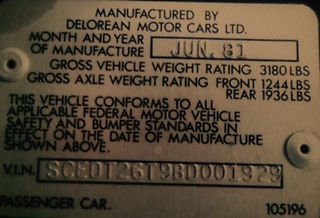 MANUFACTURED BY
DELOREAN MOTOR CARS LTD.
MONTH AND YEAR
OF MANUFACTURE JUN. 81
GROSS VEHICLE WEIGHT RATING 3180 LBS
GROSS AXLE WEIGHT RATING FRONT 1244 LBS
REAR 1936 LBS
THIS VEHICLE CONFORMS TO ALL
APPLICABLE FEDERAL MOTOR VEHICLE
SAFETY AND BUMPER STANDARDS IN
EFFECT ON THE DATE OF MANUFACTURE
SHOWN ABOVE.
V.I.N. SCEDT26T9BD001929
PASSENGER CAR. 105196